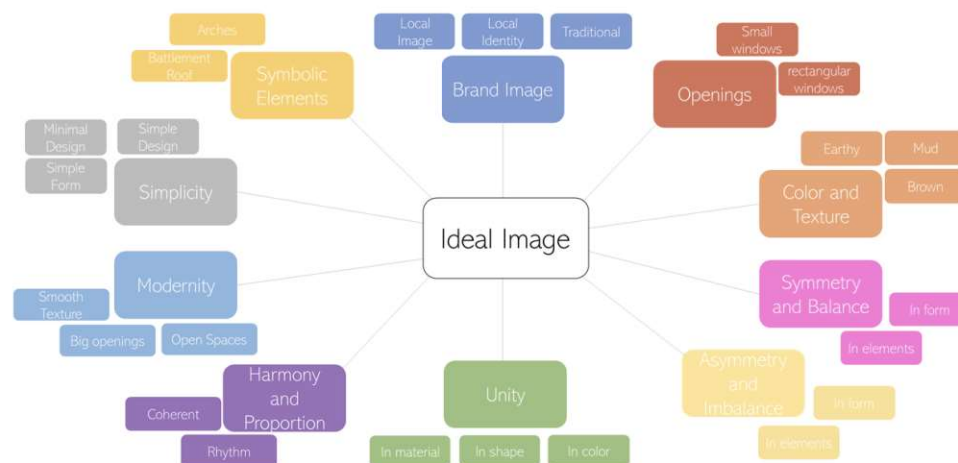 Arches
Battlement
Roof
Symbolic
Elements
Local
Image
Local
Identity
Traditional
Brand Image
Small
windows
rectangular
windows
Openings
Minimal
Design
Simple
Design
Simple
Form
Simplicity
Earthy
Mud
Brown
Color and
Texture
Ideal Image
Modernity
Smooth
Texture
Big openings
Open Spaces
Symmetry
and Balance
In form
In elements
Harmony
and
Proportion
Coherent
Rhythm
Unity
In material
In shape
In color
Asymmetry
and
Imbalance
In form
In elements